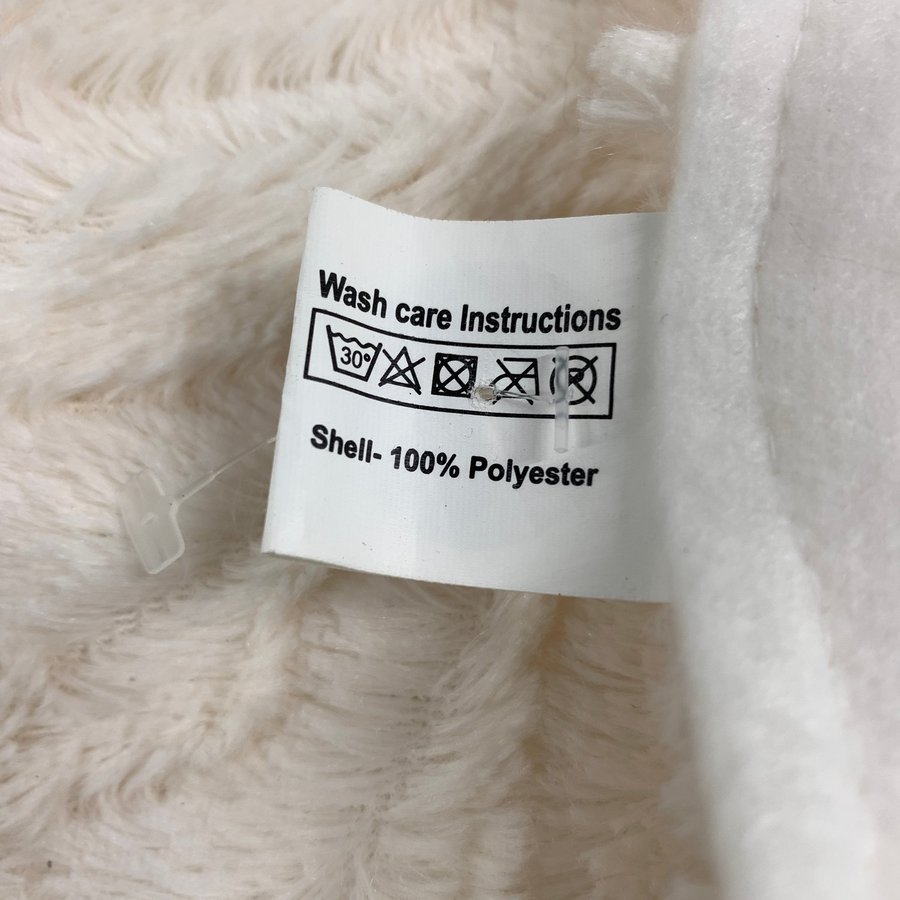 Wash care Instructions
30°
Shell- 100% Polyester